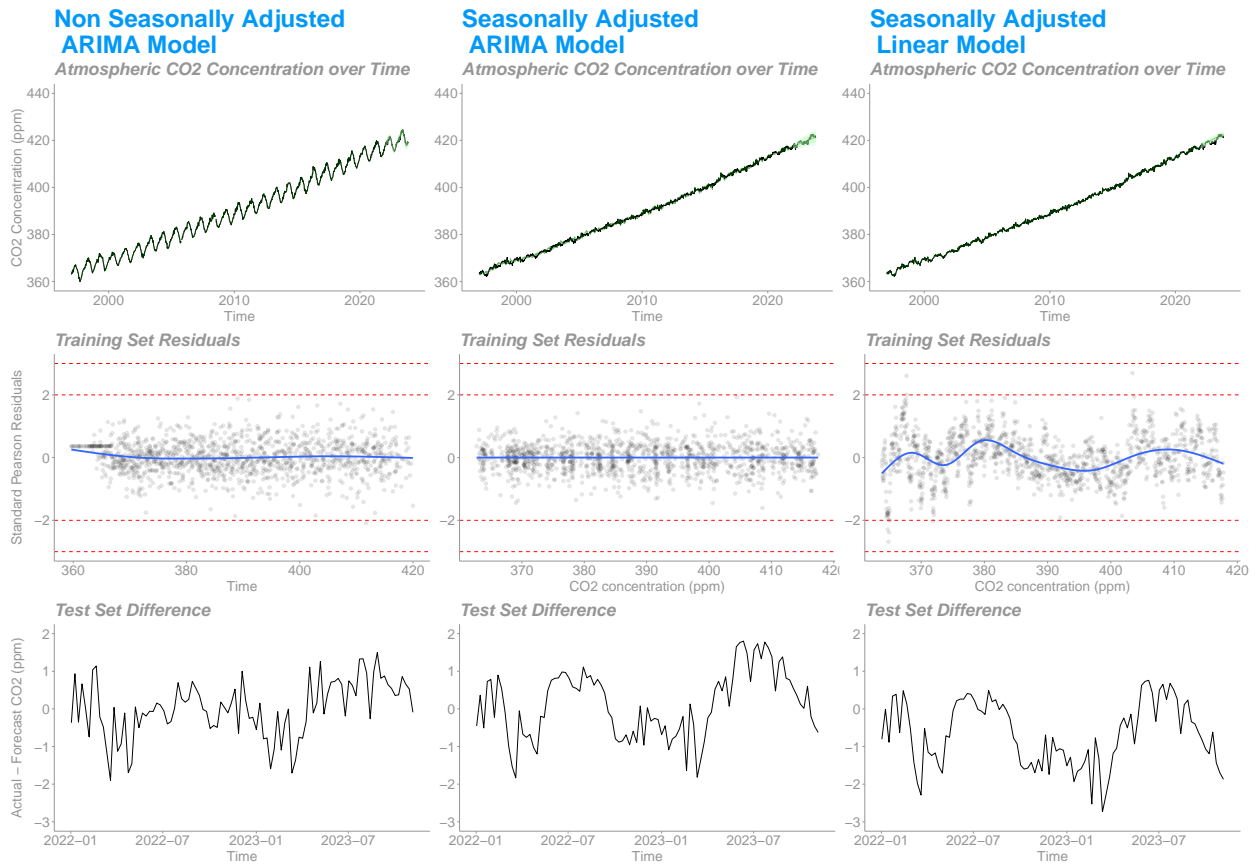 Non Seasonally Adjusted
ARIMA Model
Seasonally Adjusted
ARIMA Model
Seasonally Adjusted
Linear Model
Atmospheric CO2 Concentration over Time
Atmospheric CO2 Concentration over Time
Atmospheric CO2 Concentration over Time
CO2 Concentration (ppm)
440
420
400
380
360
2000
2010
2020
Time
440
420
400
380
360
2000
2010
2020
Time
440
420
400
380
360
2000
2010
2020
Time
Training Set Residuals
Training Set Residuals
Training Set Residuals
Standard Pearson Residuals
2
0
−2
360
380
400
420
Time
2
0
−2
370
380
390
400
410
420
CO2 concentration (ppm)
2
0
−2
370
380
390
400
410
420
CO2 concentration (ppm)
Test Set Difference
Test Set Difference
Test Set Difference
Actual − Forecast CO2 (ppm)
2
1
0
−1
−2
−3
2022−01
2022−07
2023−01
2023−07
Time
2
1
0
−1
−2
−3
2022−01
2022−07
2023−01
2023−07
Time
2
1
0
−1
−2
−3
2022−01
2022−07
2023−01
2023−07
Time